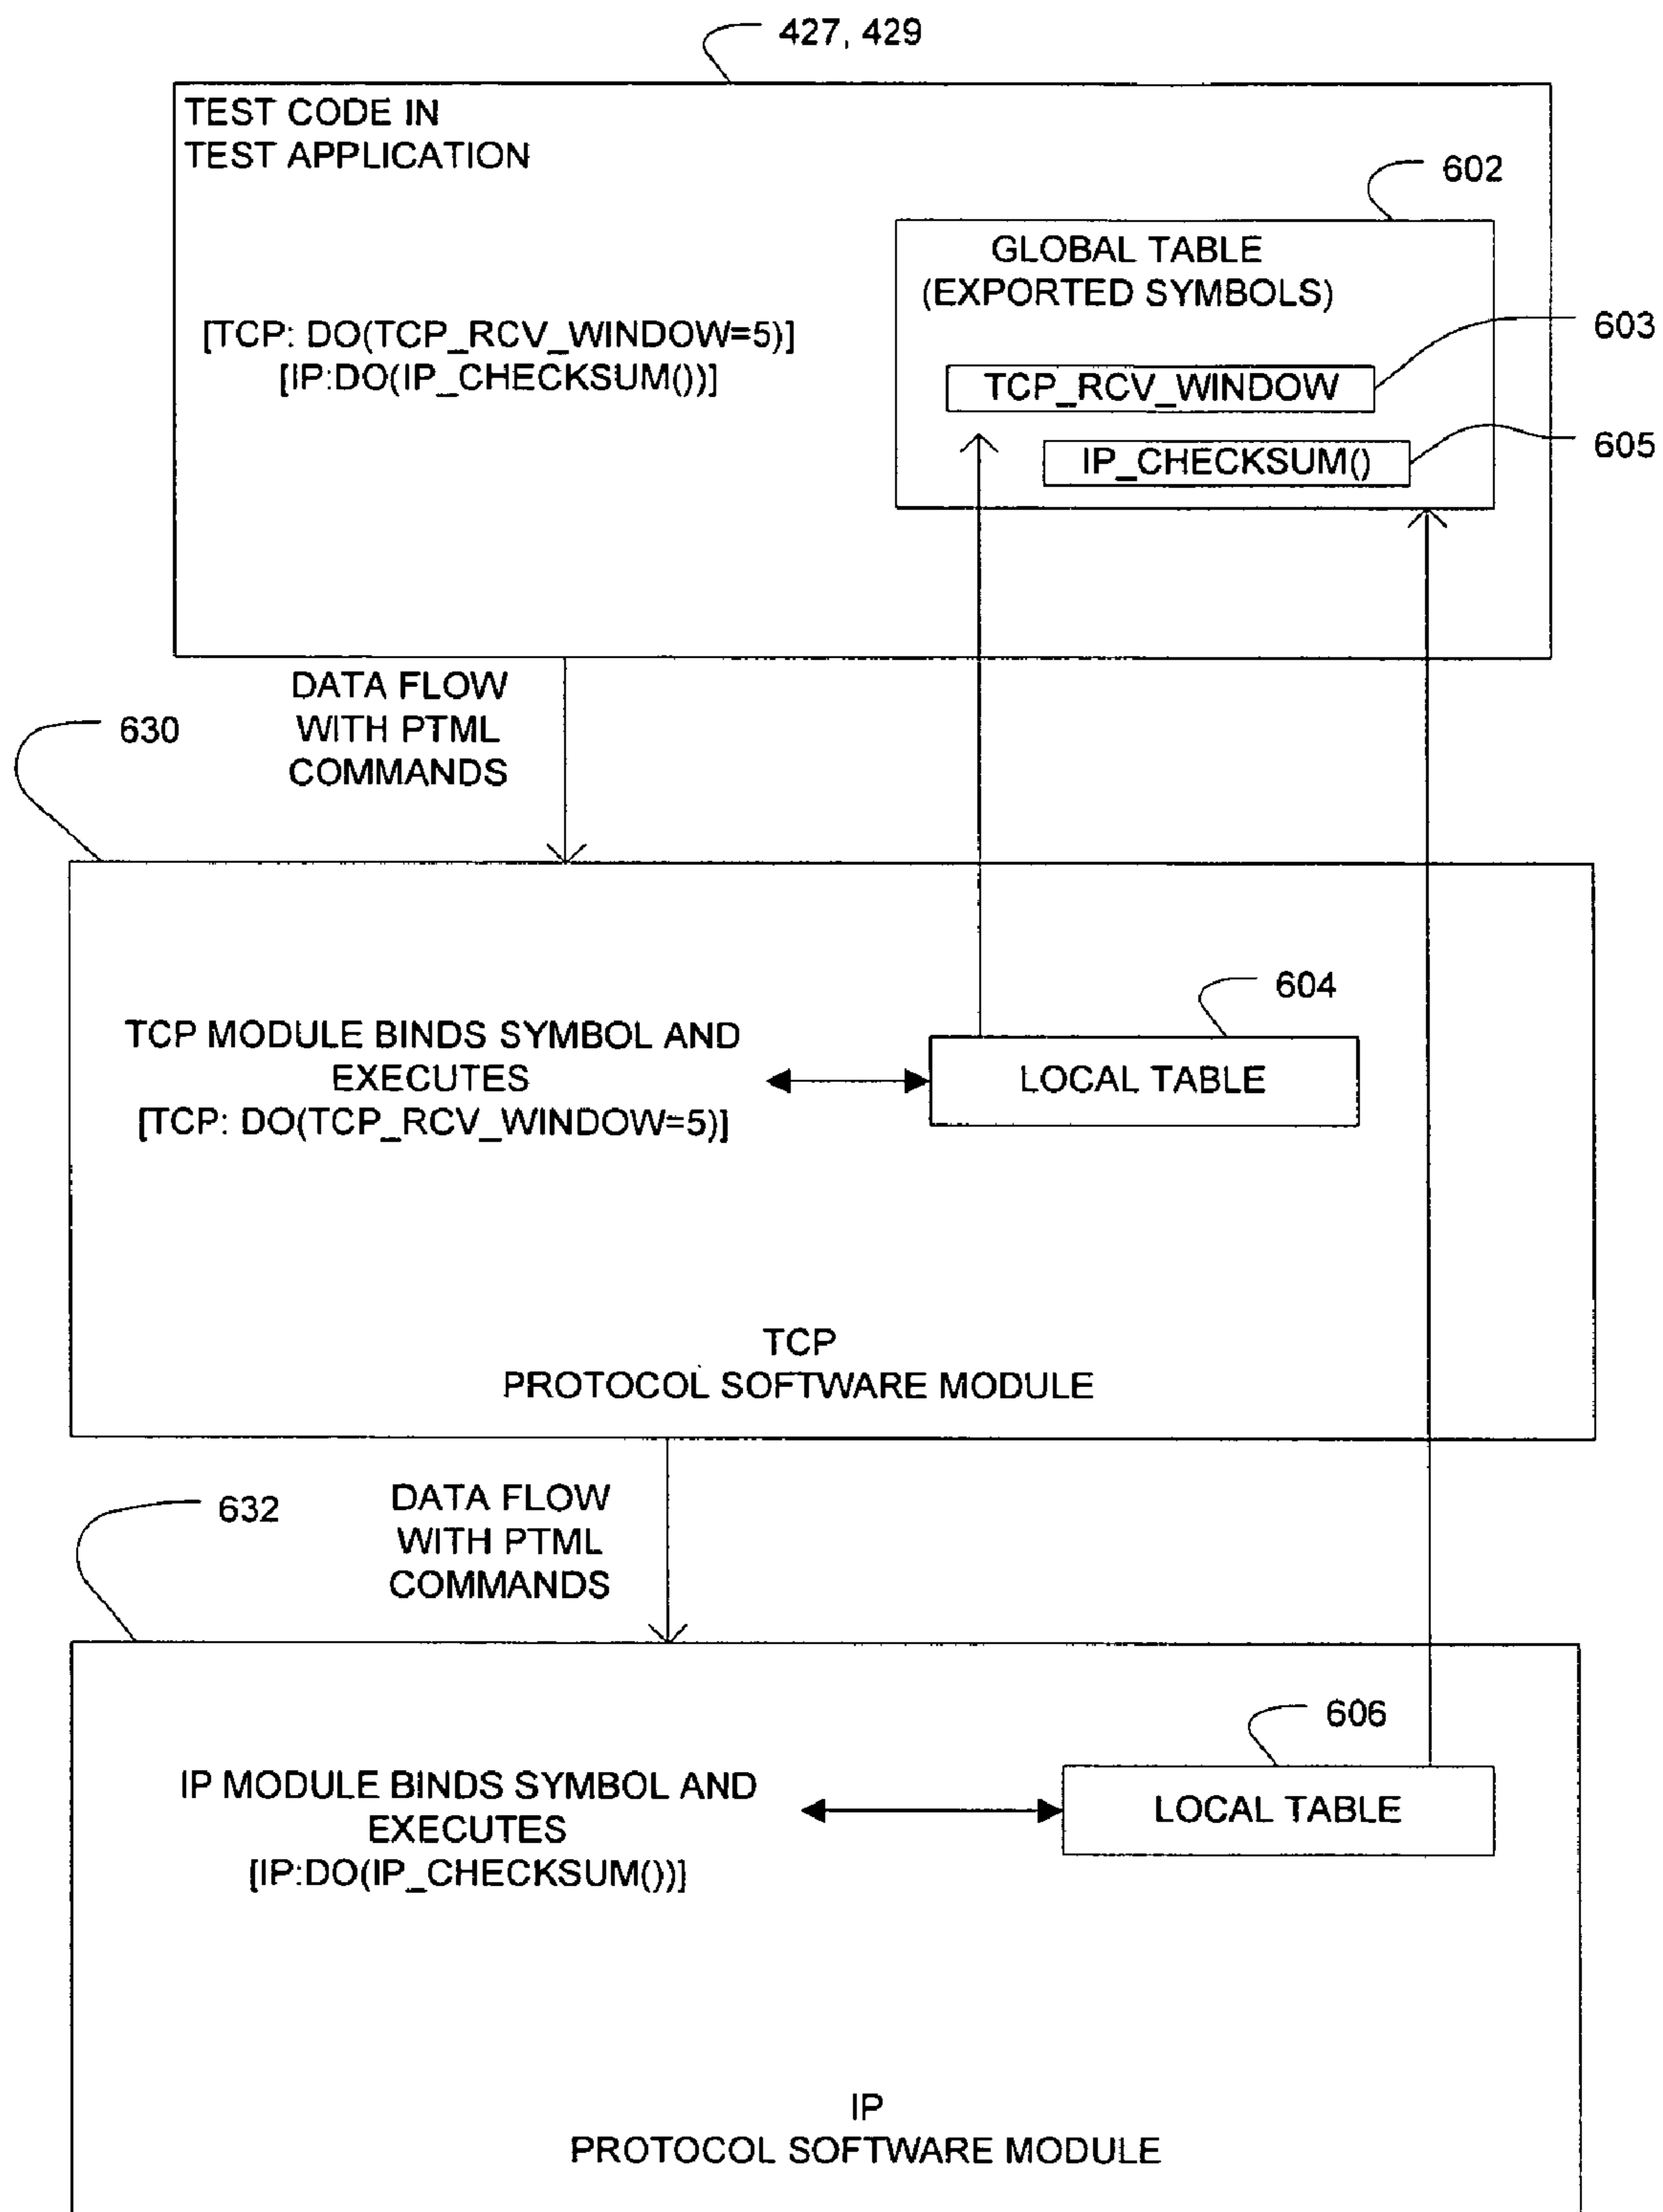 427, 429
TEST CODE IN
TEST APPLICATION
602
GLOBAL TABLE
(EXPORTED SYMBOLS)
[TCP: DO(TCP_RCV_WINDOW=5)]
[IP:DO(IP_CHECKSUM())]
603
TCP_RCV_WINDOW
605
IP_CHECKSUM()
DATA FLOW
WITH PTML
COMMANDS
630
604
TCP MODULE BINDS SYMBOL AND
EXECUTES
[TCP: DO(TCP_RCV_WINDOW=5)]
LOCAL TABLE
TCP
PROTOCOL SOFTWARE MODULE
632
DATA FLOW
WITH PTML
COMMANDS
606
IP MODULE BINDS SYMBOL AND
EXECUTES
[IP:DO(IP_CHECKSUM())]
LOCAL TABLE
IP
PROTOCOL SOFTWARE MODULE